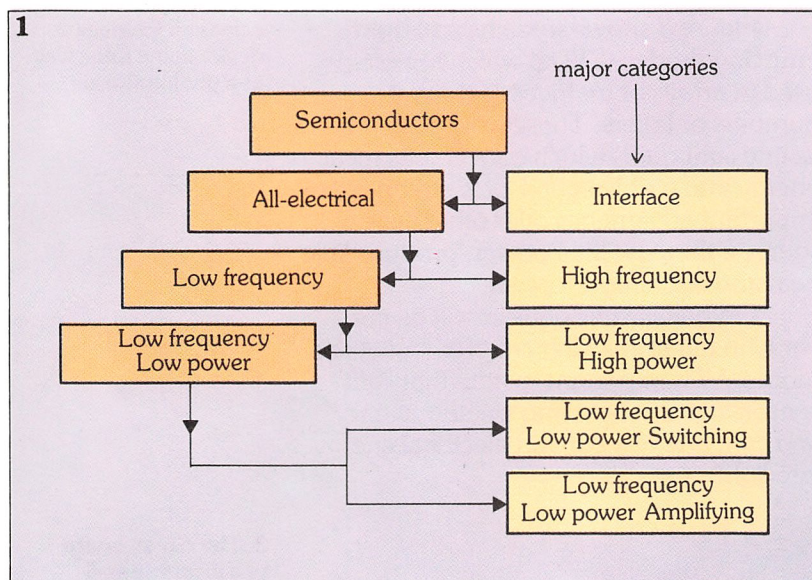 1
major categories
Semiconductors
All-electrical
Interface
Low frequency
High frequency
Low frequency
Low power
Low frequency
High power
Low frequency
Low power Switching
Low frequency
Low power Amplifying